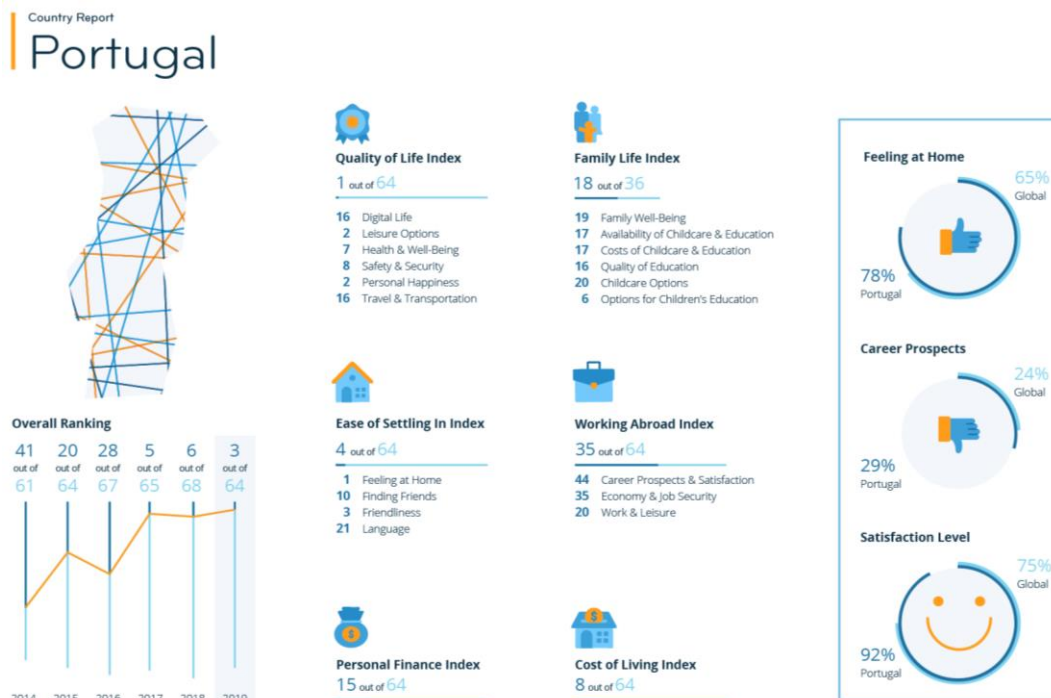 Country Report
Portugal
Quality of Life Index
1 out of 64
16 Digital Life
2 Leisure Options
7 Health & Well-Being
8 Safety & Security
2 Personal Happiness
16 Travel & Transportation
Family Life Index
18 out of 36
19 Family Well-Being
17 Availability of Childcare & Education
17 Costs of Childcare & Education
16 Quality of Education
20 Childcare Options
6 Options for Children's Education
Feeling at Home
65%
Global
78%
Portugal
Overall Ranking
41 20 28 5 6 3
out of out of out of out of out of out of
61 64 67 65 68 64
2014 2015 2016 2017 2018 2019
Ease of Settling In Index
4 out of 64
1 Feeling at Home
10 Finding Friends
3 Friendliness
21 Language
Working Abroad Index
35 out of 64
44 Career Prospects & Satisfaction
35 Economy & Job Security
20 Work & Leisure
Career Prospects
24%
Global
29%
Portugal
Personal Finance Index
15 out of 64
$
Cost of Living Index
8 out of 64
$
Satisfaction Level
75%
Global
92%
Portugal